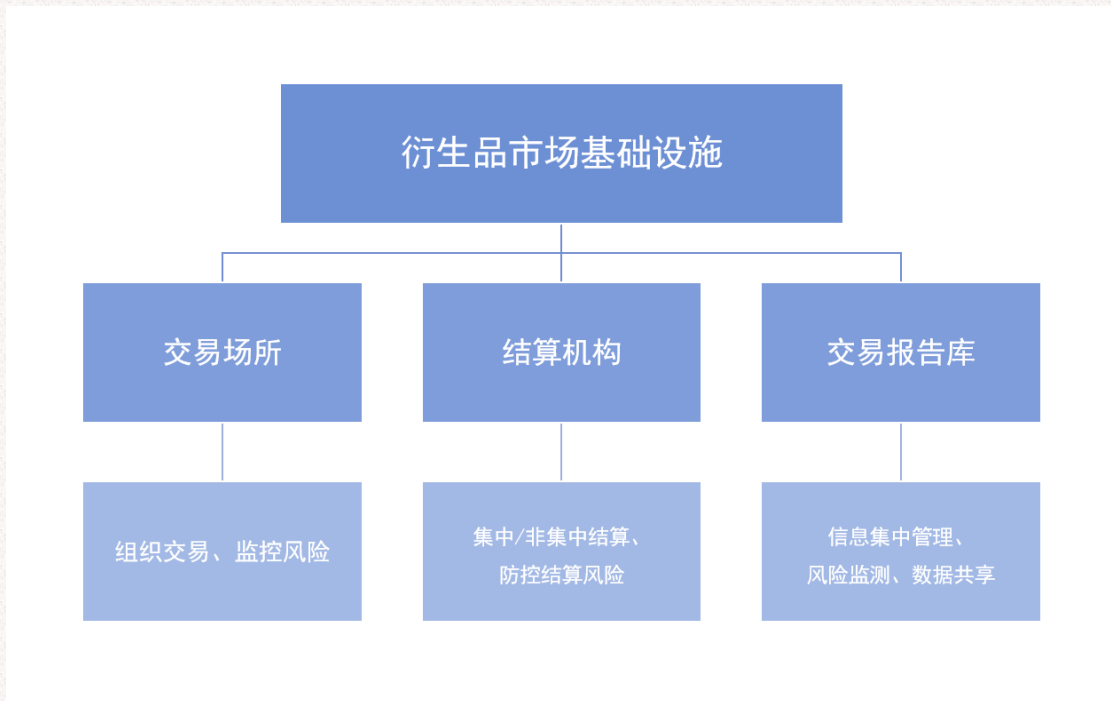 衍生品市场基础设施
交易场所
结算机构
交易报告库
组织交易、监控风险
集中/非集中结算、
防控结算风险
信息集中管理、
风险监测、数据共享